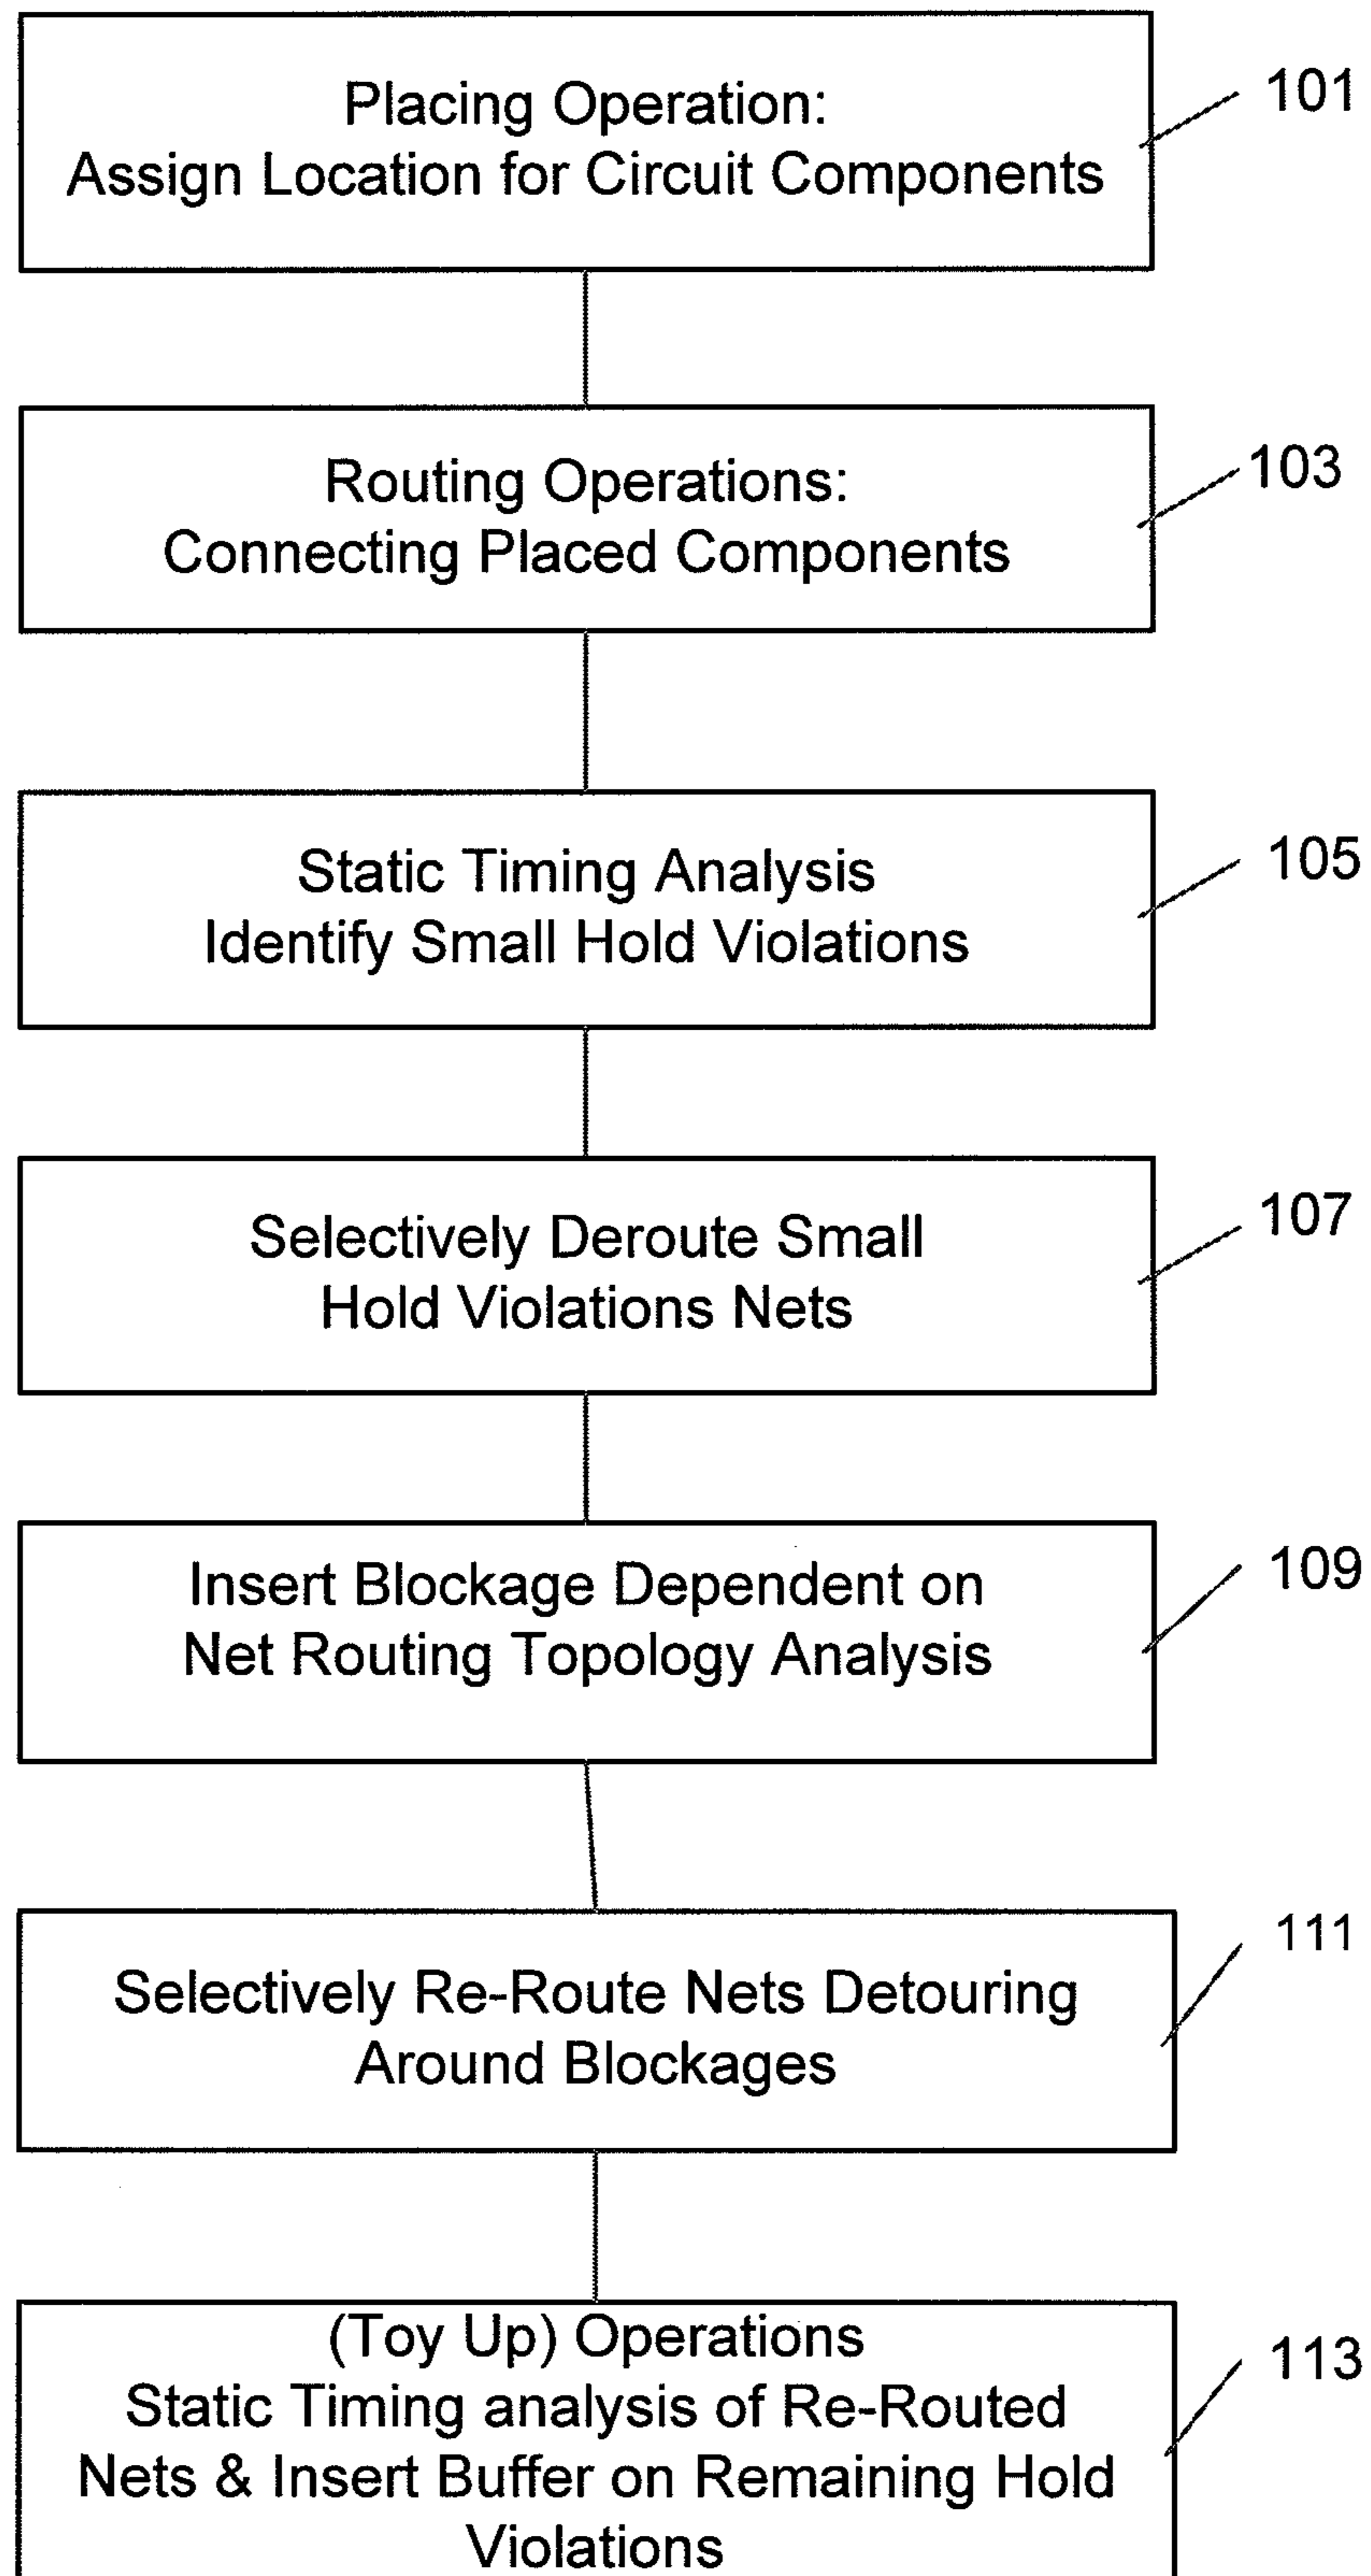 Placing Operation:
Assign Location for Circuit Components
101
Routing Operations:
Connecting Placed Components
103
Static Timing Analysis
Identify Small Hold Violations
105
Selectively Deroute Small
Hold Violations Nets
107
Insert Blockage Dependent on
Net Routing Topology Analysis
109
Selectively Re-Route Nets Detouring
Around Blockages
111
(Toy Up) Operations
Static Timing analysis of Re-Routed
Nets & Insert Buffer on Remaining Hold
Violations
113